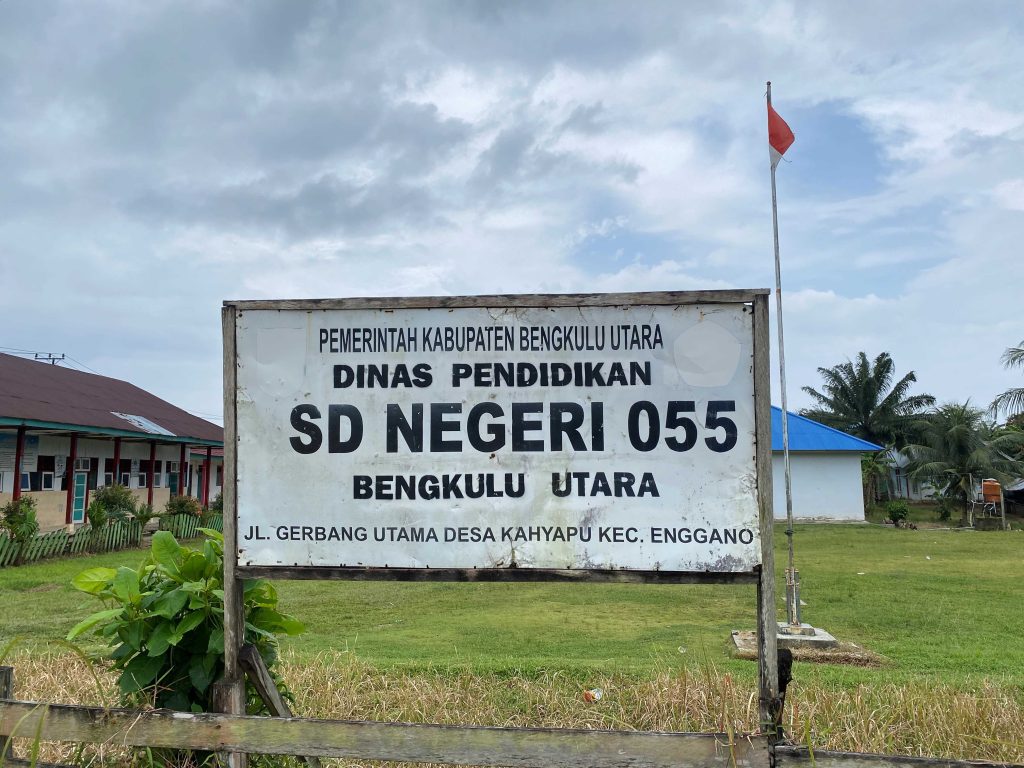 PEMERINTAH KABUPATEN BENGKULU UTARA
DINAS PENDIDIKAN
SD NEGERI 055
BENGKULU UTARA
JL. GERBANG UTAMA DESA KAHYAPU KEC. ENGGANO